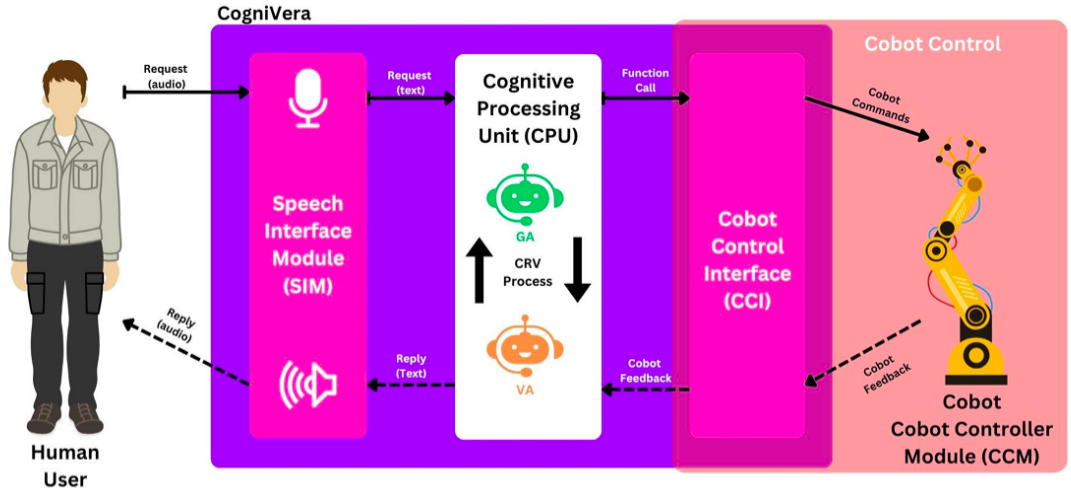 CogniVera
Cobot Control
Request
(audio)
Request
(text)
Cognitive
Processing
Unit (CPU)
Function
Call
Cobot
Commands
Speech
Interface
Module
(SIM)
GA
CRV
Process
VA
Cobot
Control
Interface
(CCI)
Reply
(audio)
Reply
(Text)
Cobot
Feedback
Cobot
Feedback
Human
User
Cobot
Cobot Controller
Module (CCM)